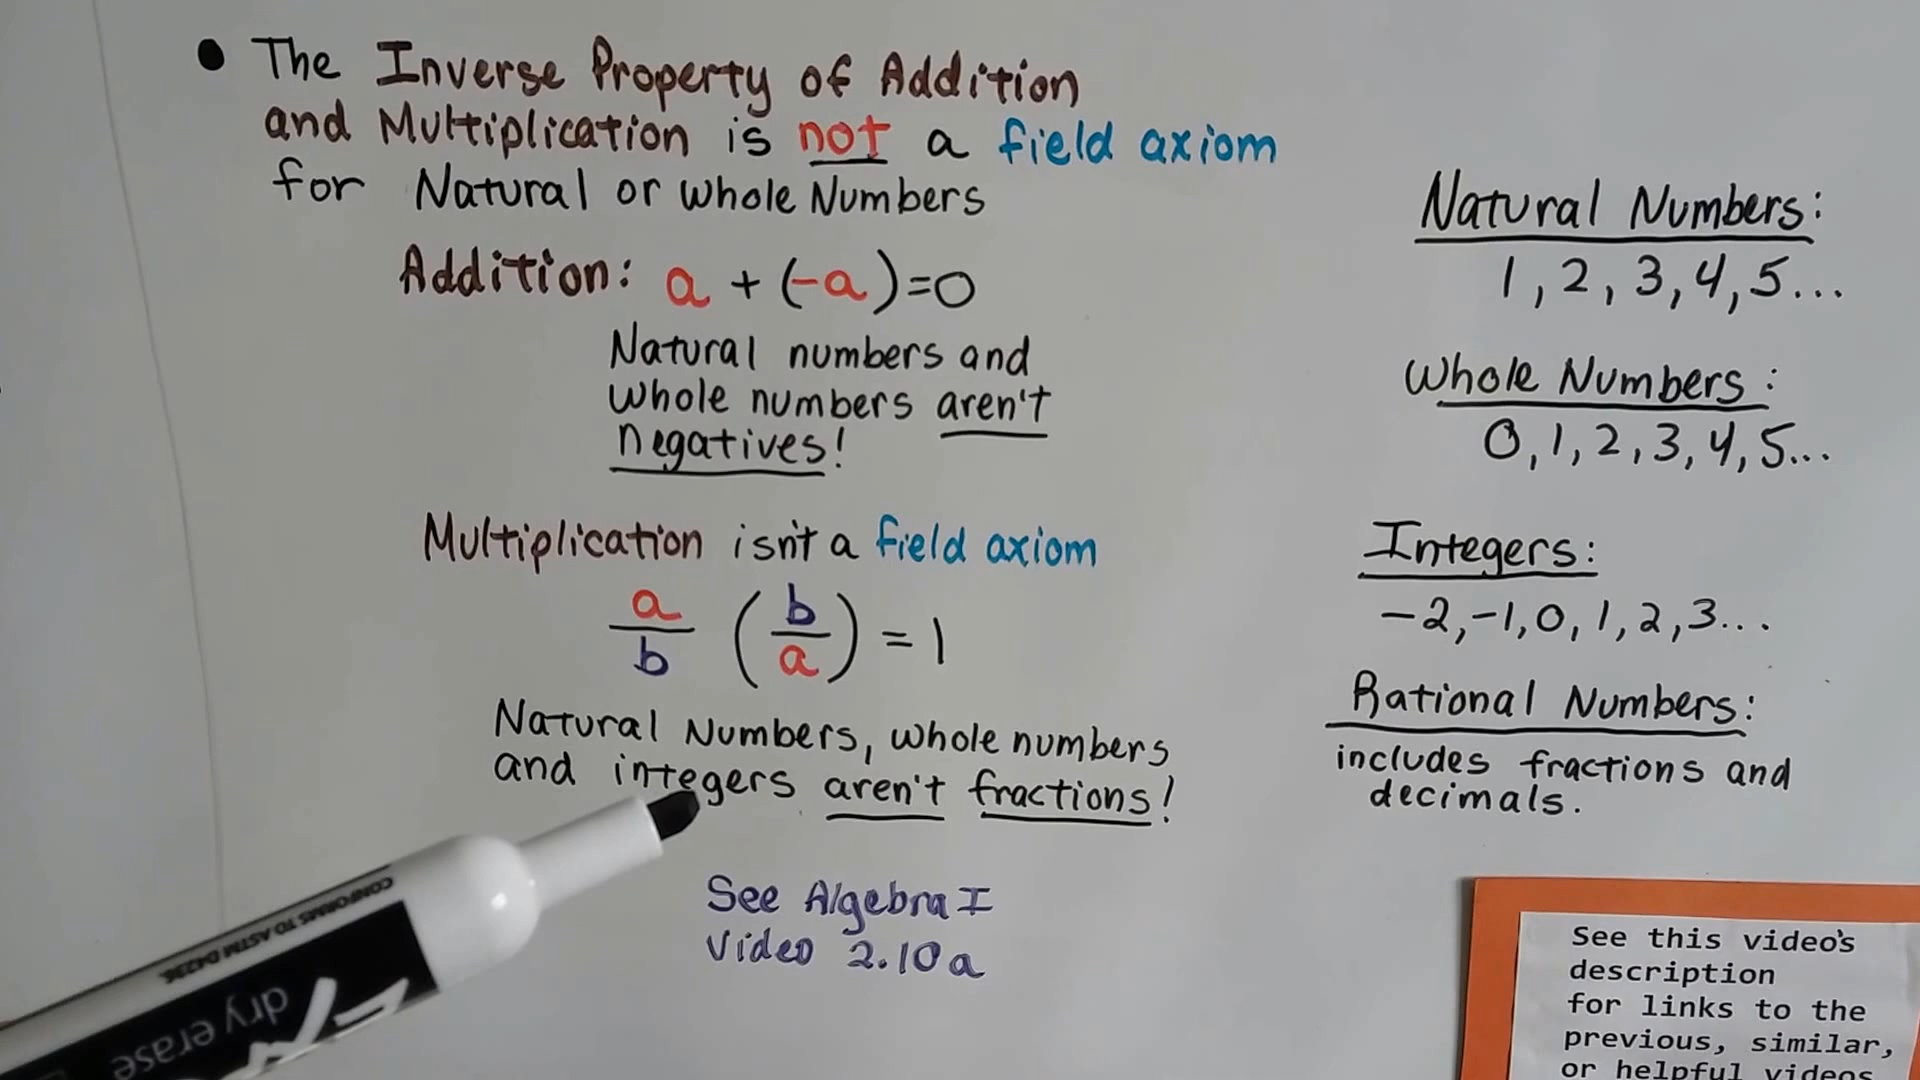 • The Inverse Property of Addition
and Multiplication is not a field axiom
for Natural or Whole Numbers
Addition: a + (-a)=0
Natural numbers and
whole numbers aren't
negatives!
Multiplication isn't a field axiom
a/b (b/a) = 1
Natural Numbers, whole numbers
and integers aren't fractions!
See Algebra I
Video 2.10a
Natural Numbers:
1, 2, 3, 4, 5...
Whole Numbers:
0, 1, 2, 3, 4, 5...
Integers:
-2, -1, 0, 1, 2, 3...
Rational Numbers:
includes fractions and
decimals.
See this video's
description
for links to the
previous, similar,
or helpful videos
CONFORMS TO ASTM D4236
dry erase